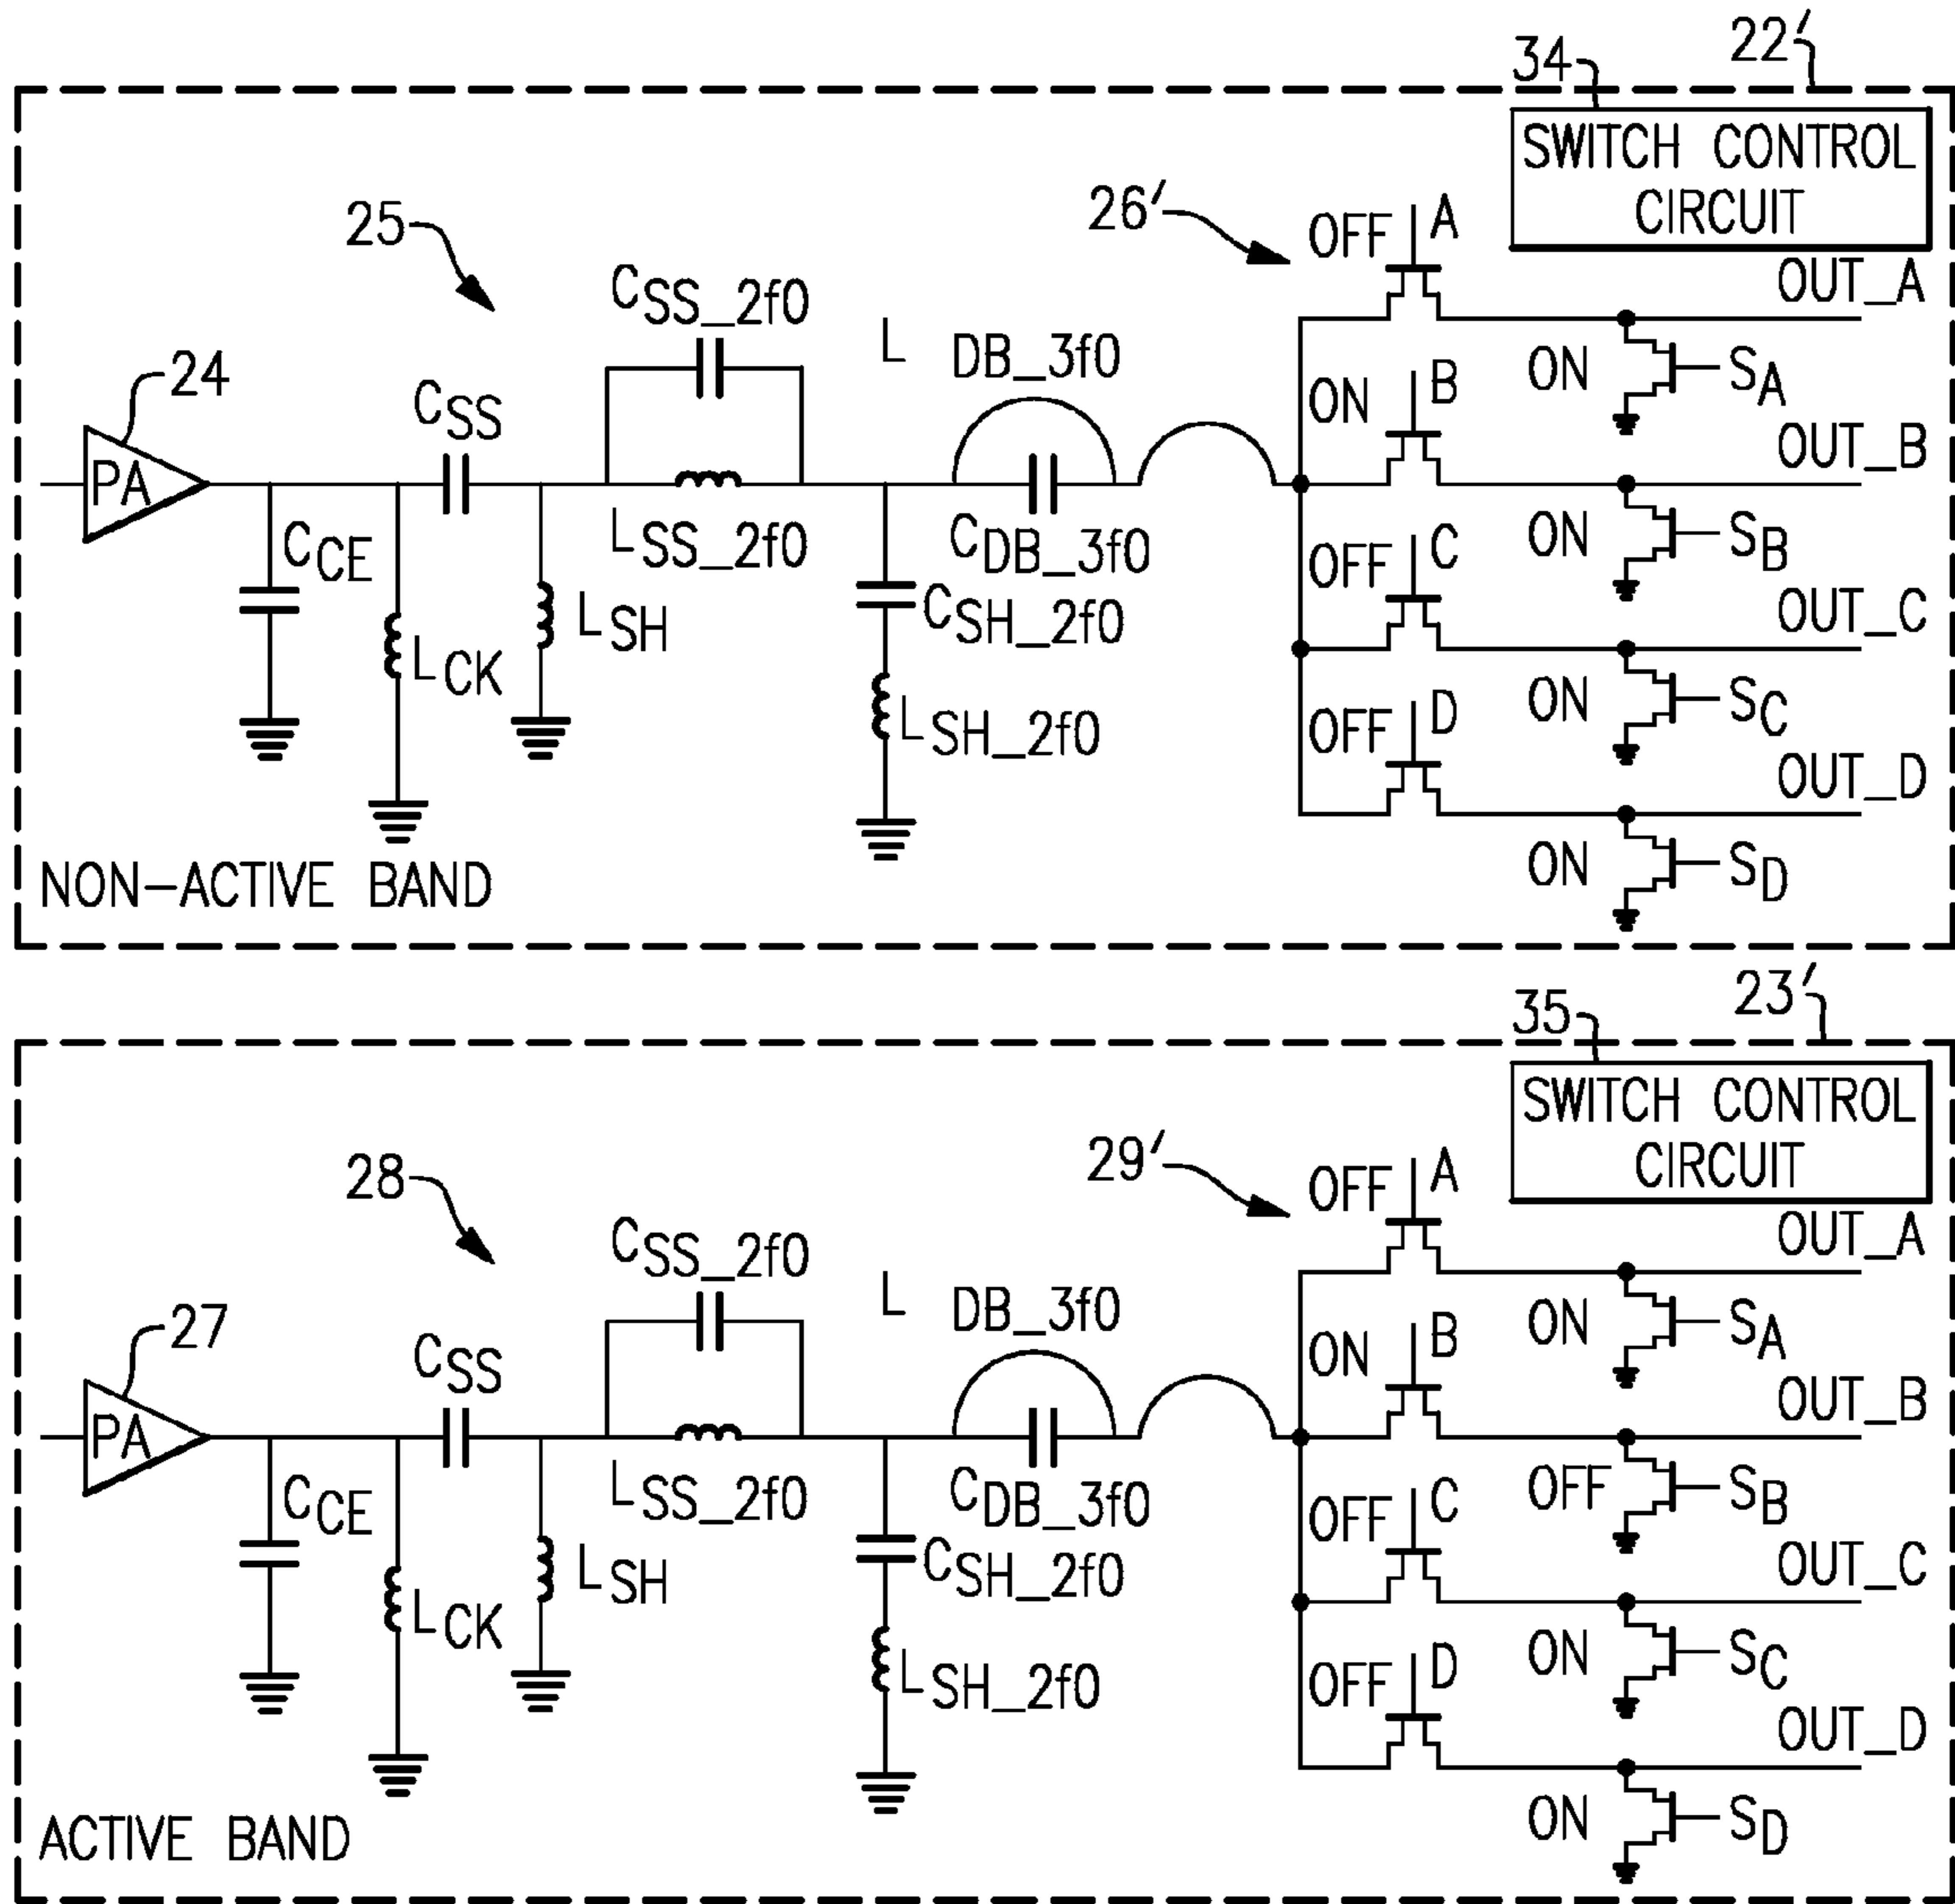 34
22′
SWITCH CONTROL
CIRCUIT
25
26′
OFF
A
OUT_A
CSS_2f0
L
DB_3f0
ON
SA
24
PA
CSS
ON
B
OUT_B
CCE
LSS_2f0
CDB_3f0
ON
SB
OFF
C
OUT_C
LCK
LSH
CSH_2f0
LSH_2f0
ON
SC
OFF
D
OUT_D
ON
SD
NON-ACTIVE BAND
35
23′
SWITCH CONTROL
CIRCUIT
28
29′
OFF
A
OUT_A
CSS_2f0
L
DB_3f0
ON
SA
27
PA
CSS
ON
B
OUT_B
CCE
LSS_2f0
CDB_3f0
OFF
SB
OFF
C
OUT_C
LCK
LSH
CSH_2f0
LSH_2f0
ON
SC
OFF
D
OUT_D
ON
SD
ACTIVE BAND